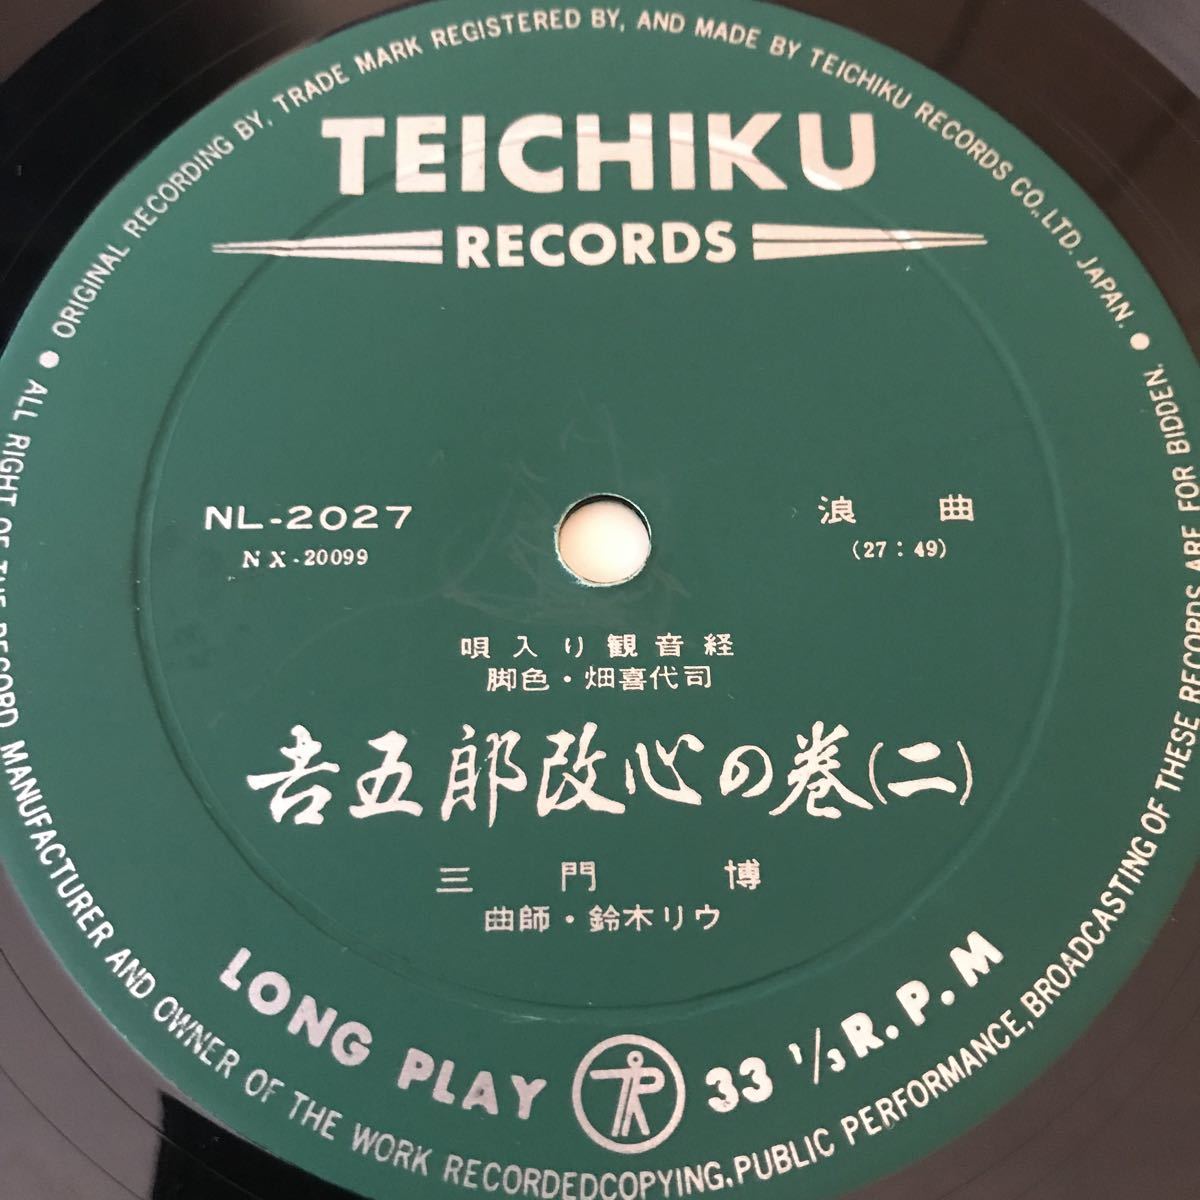 ORIGINAL RECORDING BY, TRADE MARK REGISTERED BY, AND MADE BY TEICHIKU RECORDS CO., LTD. JAPAN.
TEICHIKU
RECORDS
NL-2027
NX-20099
浪曲
(27:49)
唄入り観音経
脚色・畑喜代司
吉五郎改心の巻(二)
三門博
曲師・鈴木リウ
LONG PLAY
TR
33 1/3 R.P.M
ALL RIGHT OF THE RECORD MANUFACTURER AND OWNER OF THE WORK RECORDEDCOPYING, PUBLIC PERFORMANCE, BROADCASTING OF THESE RECORDS ARE FOR BIDDEN.